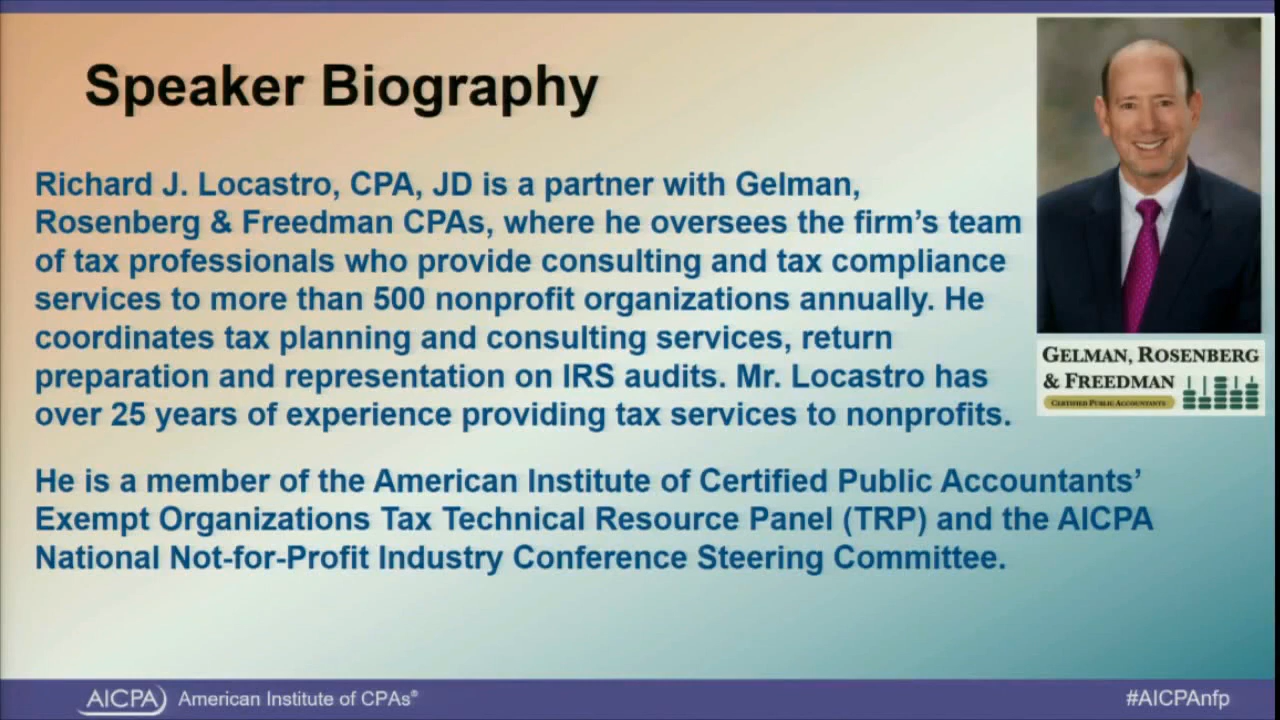 Speaker Biography
Richard J. Locastro, CPA, JD is a partner with Gelman,
Rosenberg & Freedman CPAs, where he oversees the firm's team
of tax professionals who provide consulting and tax compliance
services to more than 500 nonprofit organizations annually. He
coordinates tax planning and consulting services, return
preparation and representation on IRS audits. Mr. Locastro has
over 25 years of experience providing tax services to nonprofits.
GELMAN, ROSENBERG
& FREEDMAN
CERTIFIED PUBLIC ACCOUNTANTS
He is a member of the American Institute of Certified Public Accountants'
Exempt Organizations Tax Technical Resource Panel (TRP) and the AICPA
National Not-for-Profit Industry Conference Steering Committee.
AICPA American Institute of CPAs®
#AICPAnfp